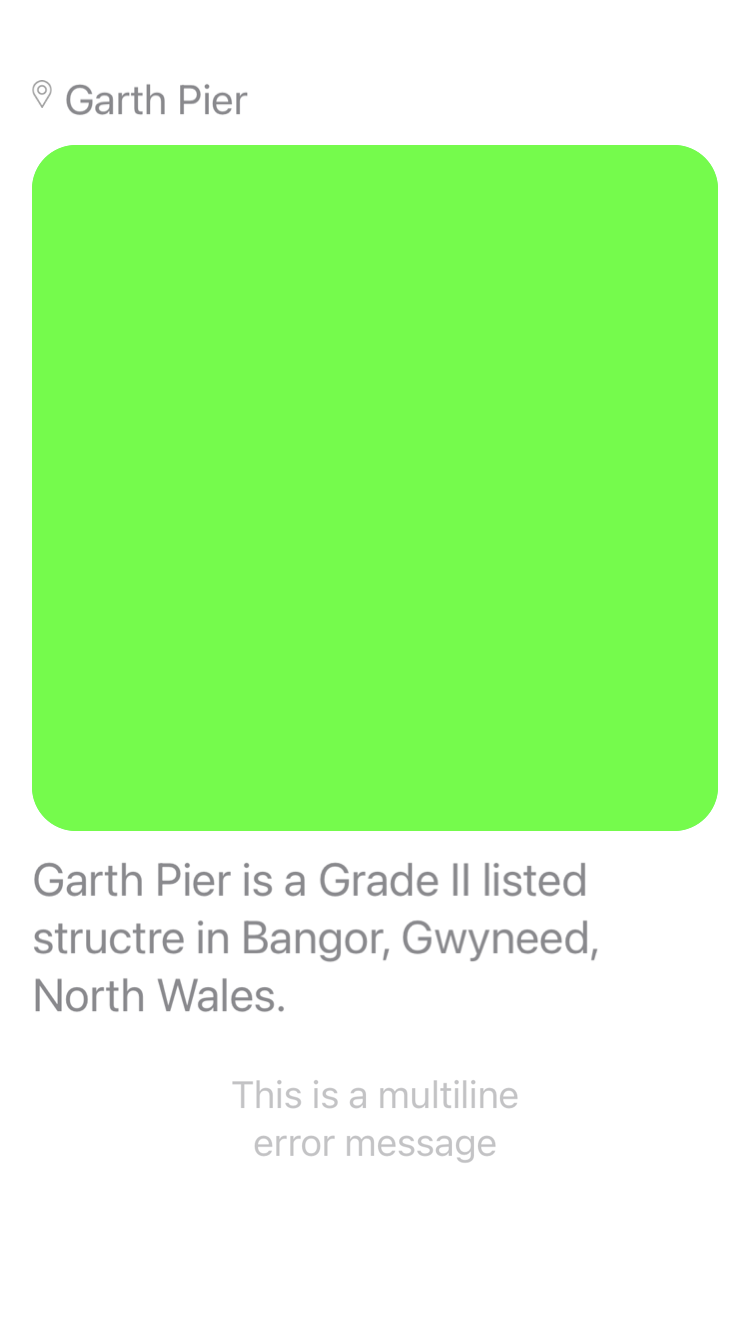 Garth Pier
Garth Pier is a Grade II listed
structre in Bangor, Gwyneed,
North Wales.
This is a multiline
error message